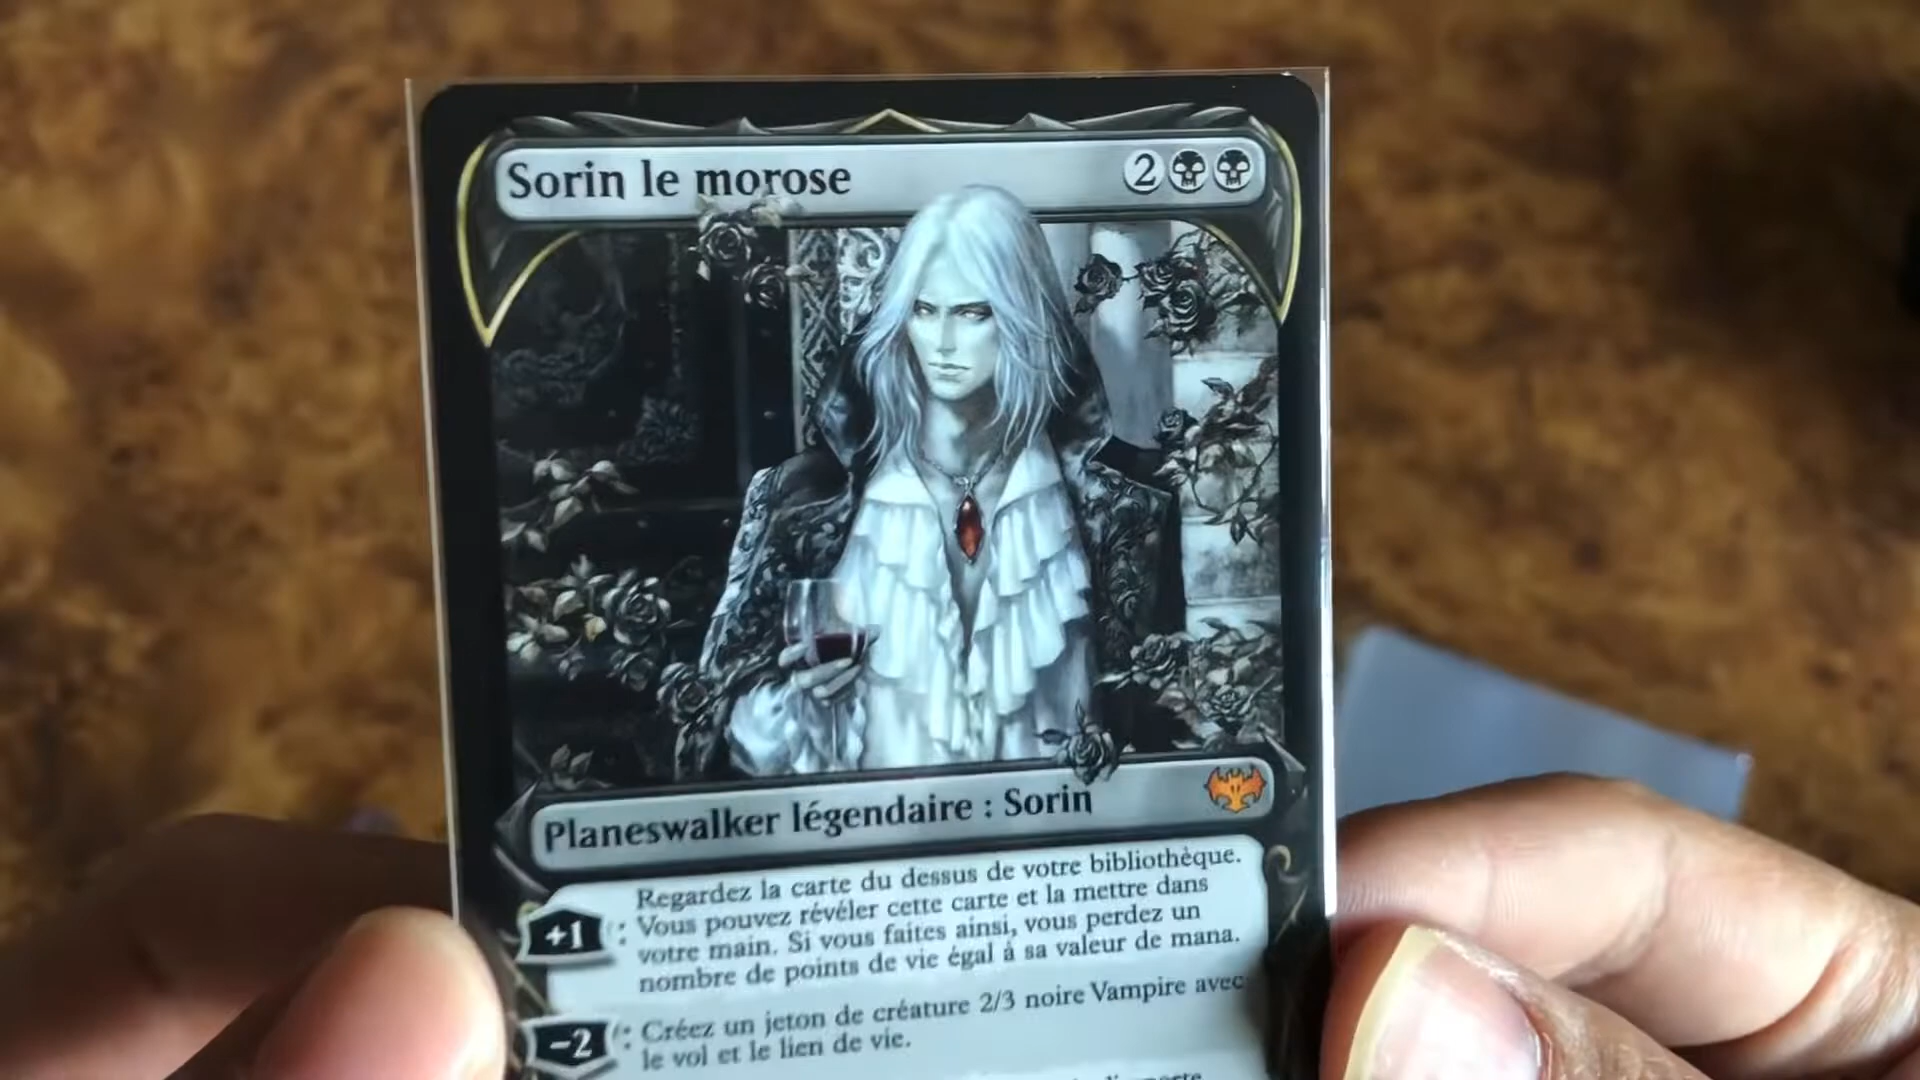 Sorin le morose 2
Planeswalker légendaire : Sorin
Regardez la carte du dessus de votre bibliothèque.
+1 : Vous pouvez révéler cette carte et la mettre dans
votre main. Si vous faites ainsi, vous perdez un
nombre de points de vie égal à sa valeur de mana.
−2 : Créez un jeton de créature 2/3 noire Vampire avec
le vol et le lien de vie.